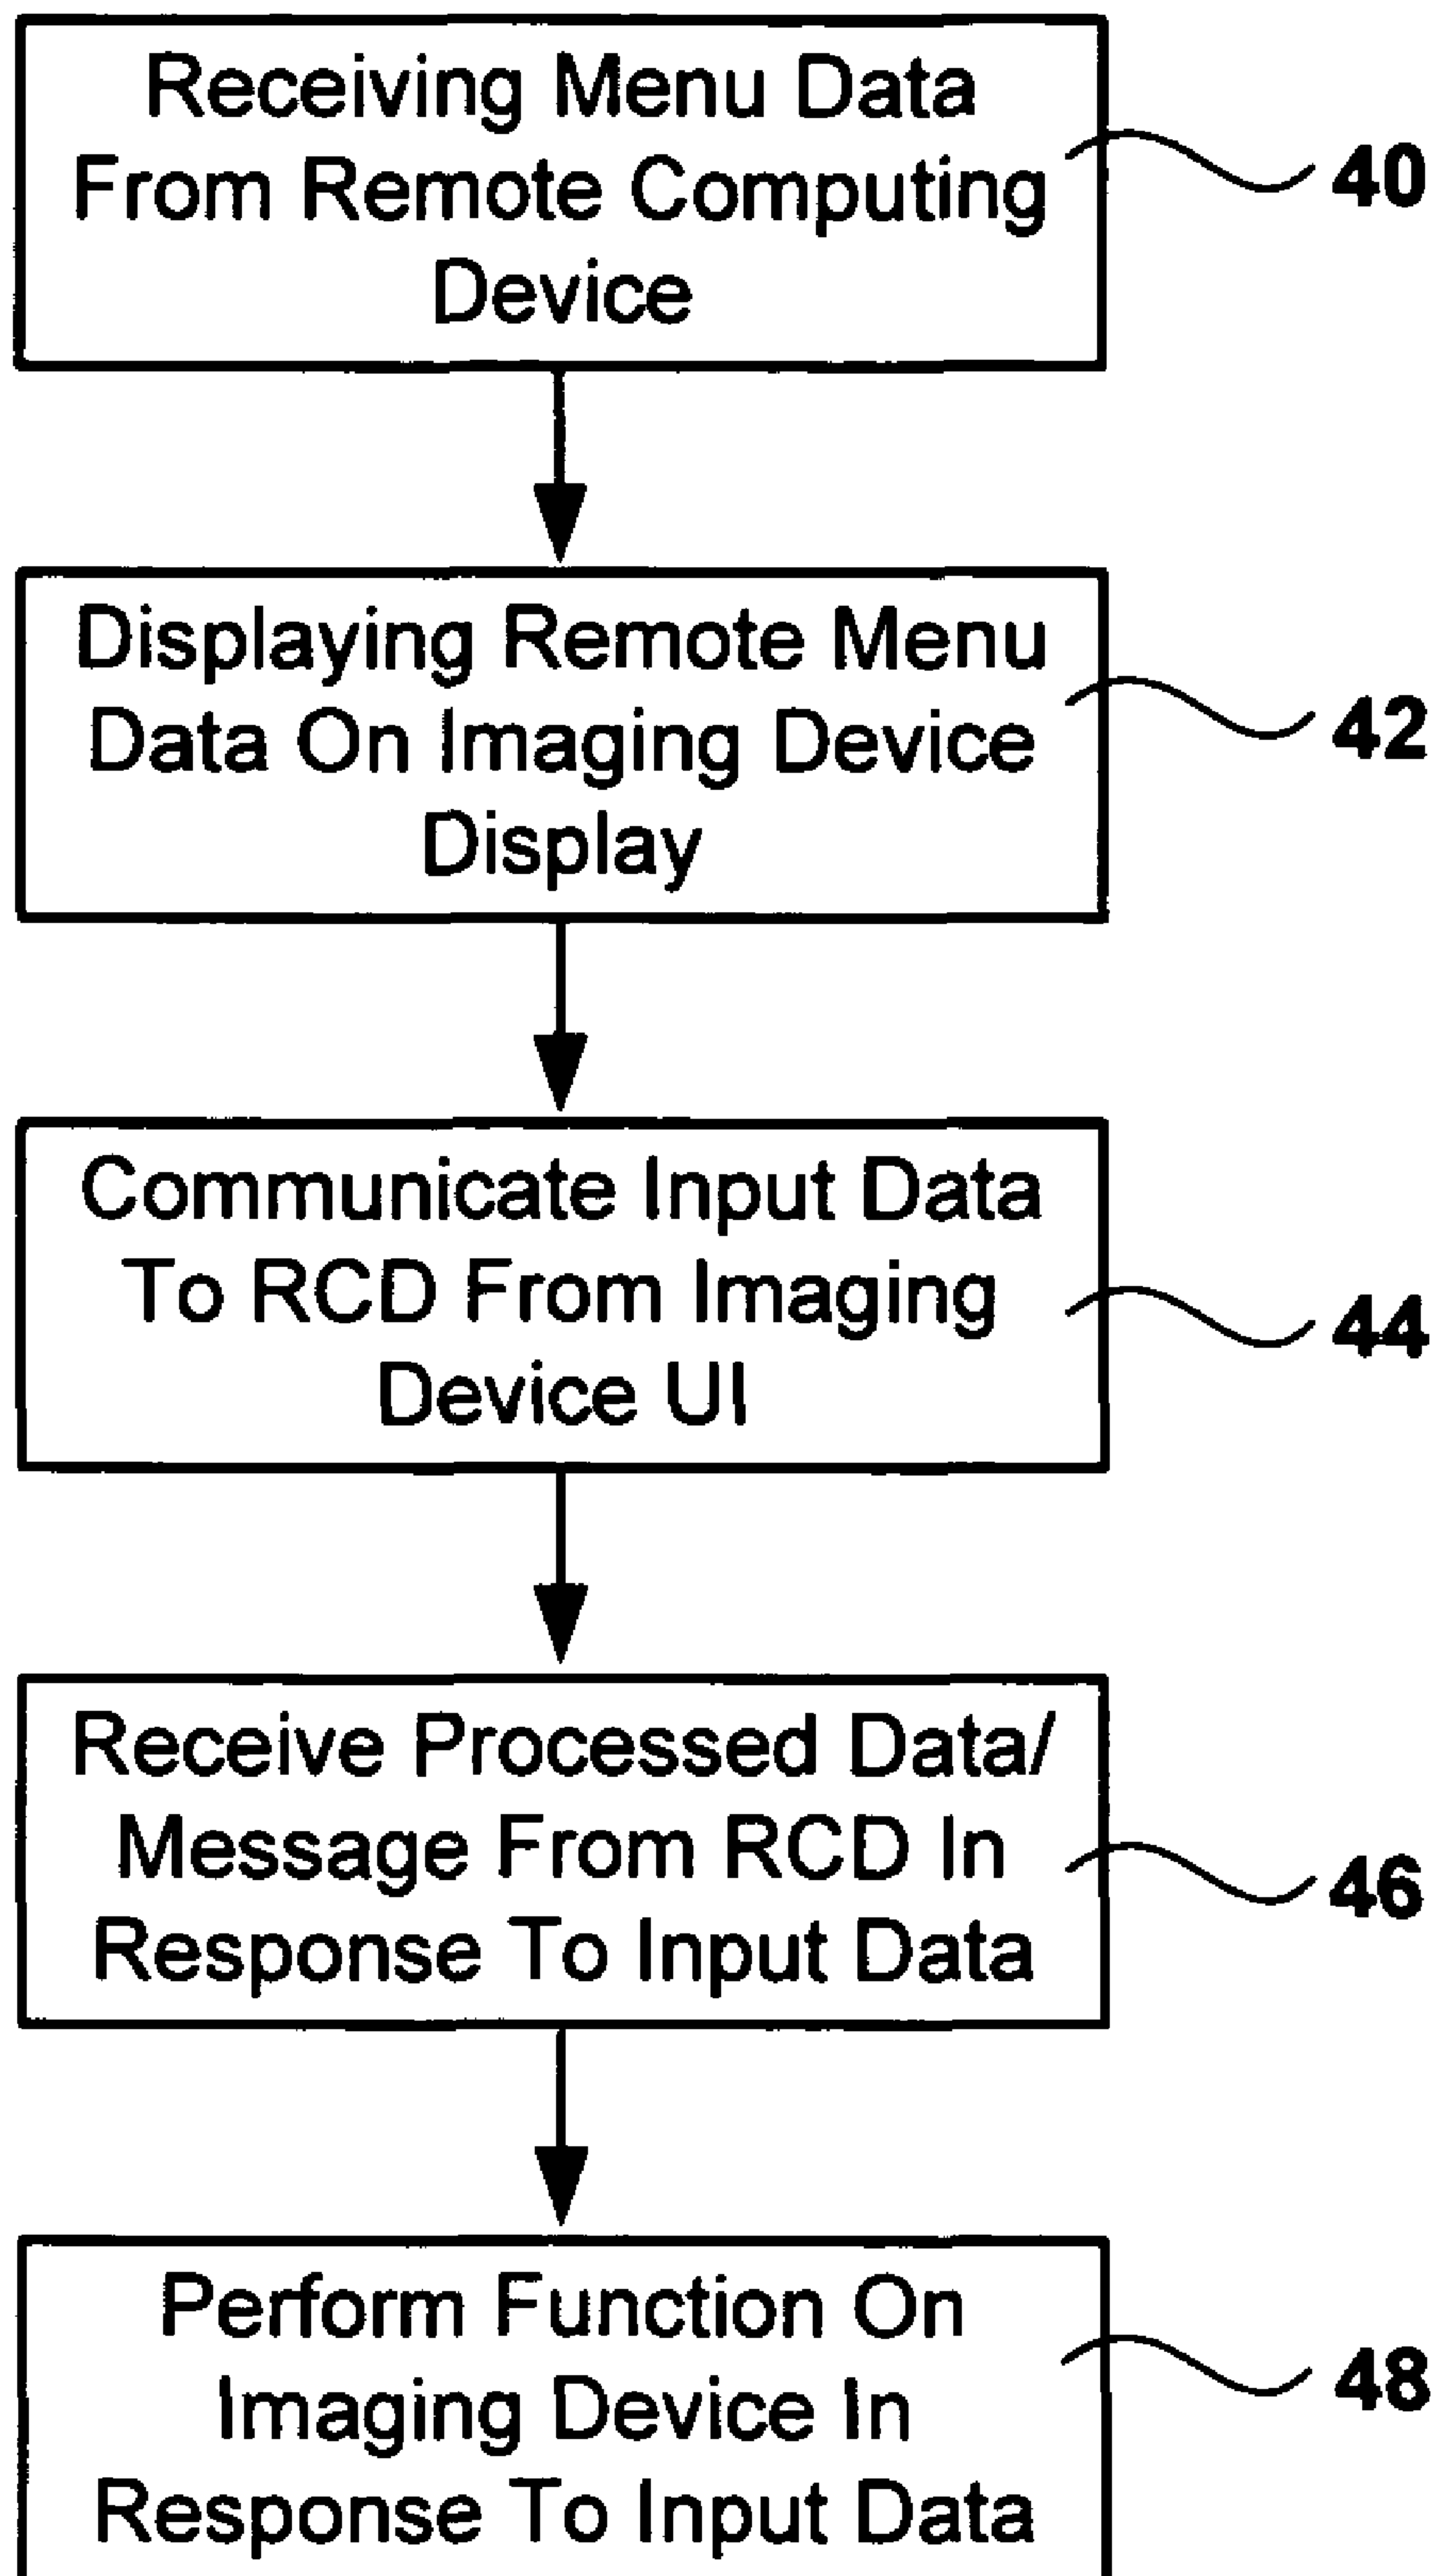 Receiving Menu Data
From Remote Computing
Device
40
Displaying Remote Menu
Data On Imaging Device
Display
42
Communicate Input Data
To RCD From Imaging
Device UI
44
Receive Processed Data/
Message From RCD In
Response To Input Data
46
Perform Function On
Imaging Device In
Response To Input Data
48